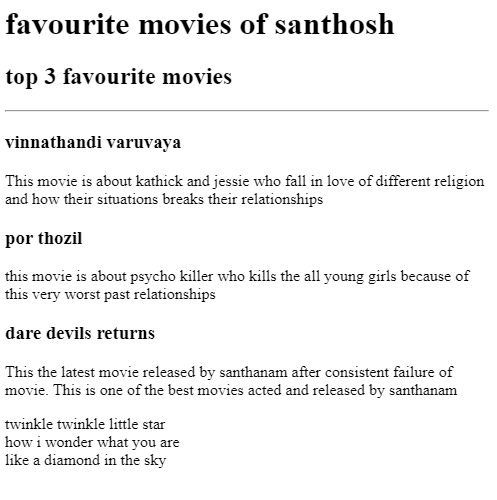 favourite movies of santhosh
top 3 favourite movies
vinnathandi varuvaya
This movie is about kathick and jessie who fall in love of different religion
and how their situations breaks their relationships
por thozil
this movie is about psycho killer who kills the all young girls because of
this very worst past relationships
dare devils returns
This the latest movie released by santhanam after consistent failure of
movie. This is one of the best movies acted and released by santhanam
twinkle twinkle little star
how i wonder what you are
like a diamond in the sky